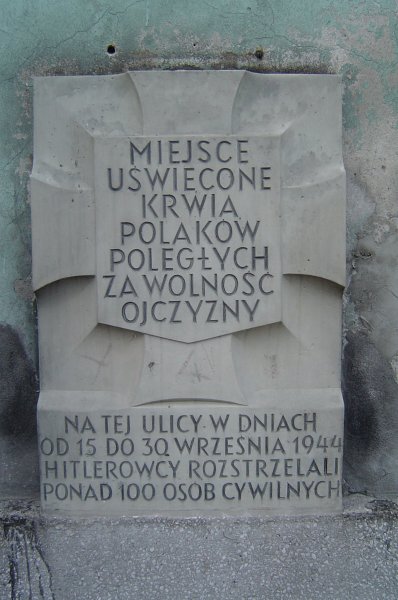 MIEJSCE
UŚWIĘCONE
KRWIĄ
POLAKÓW
POLEGŁYCH
ZA WOLNOŚĆ
OJCZYZNY
NA TEJ ULICY W DNIACH
OD 15 DO 30 WRZEŚNIA 1944
HITLEROWCY ROZSTRZELALI
PONAD 100 OSOB CYWILNYCH